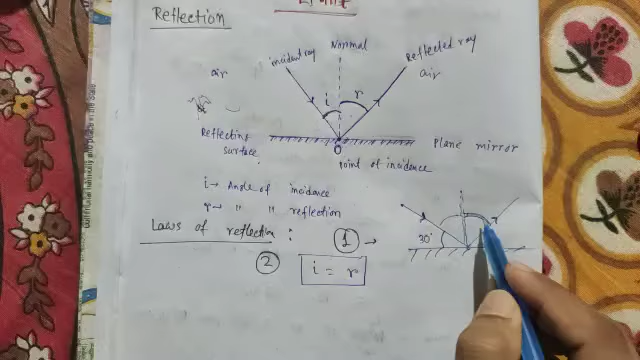 Reflection
incident ray Normal Reflected ray
air air
i r
Reflecting surface Plane mirror
O
Point of incidence
i → Angle of incidence
r → " " reflection
Laws of reflection : ① →
30°
② i = r